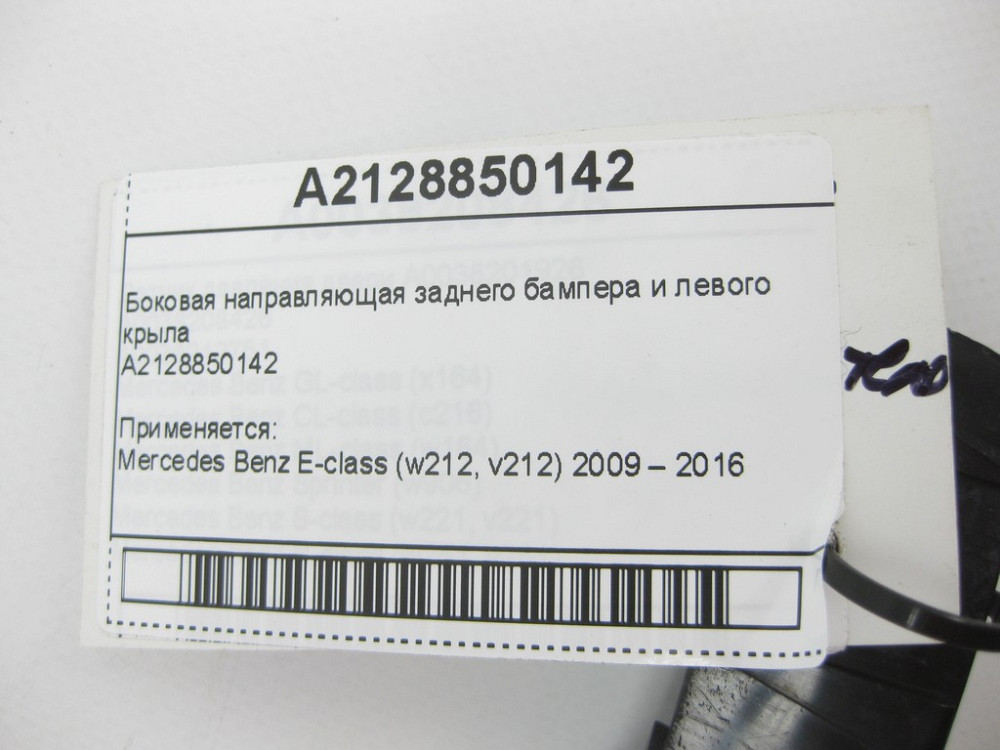 A2128850142
Боковая направляющая заднего бампера и левого
крыла
A2128850142
Применяется:
Mercedes Benz E-class (w212, v212) 2009 – 2016